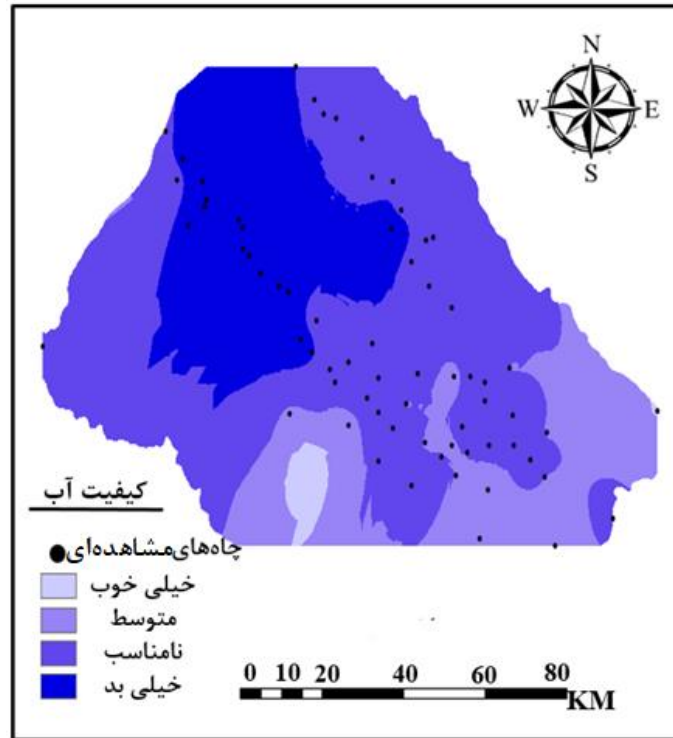 N
W E
S
کیفیت آب
چاه‌های‌مشاهده‌ای
خیلی خوب
متوسط
نامناسب
خیلی بد
0 10 20 40 60 80
KM